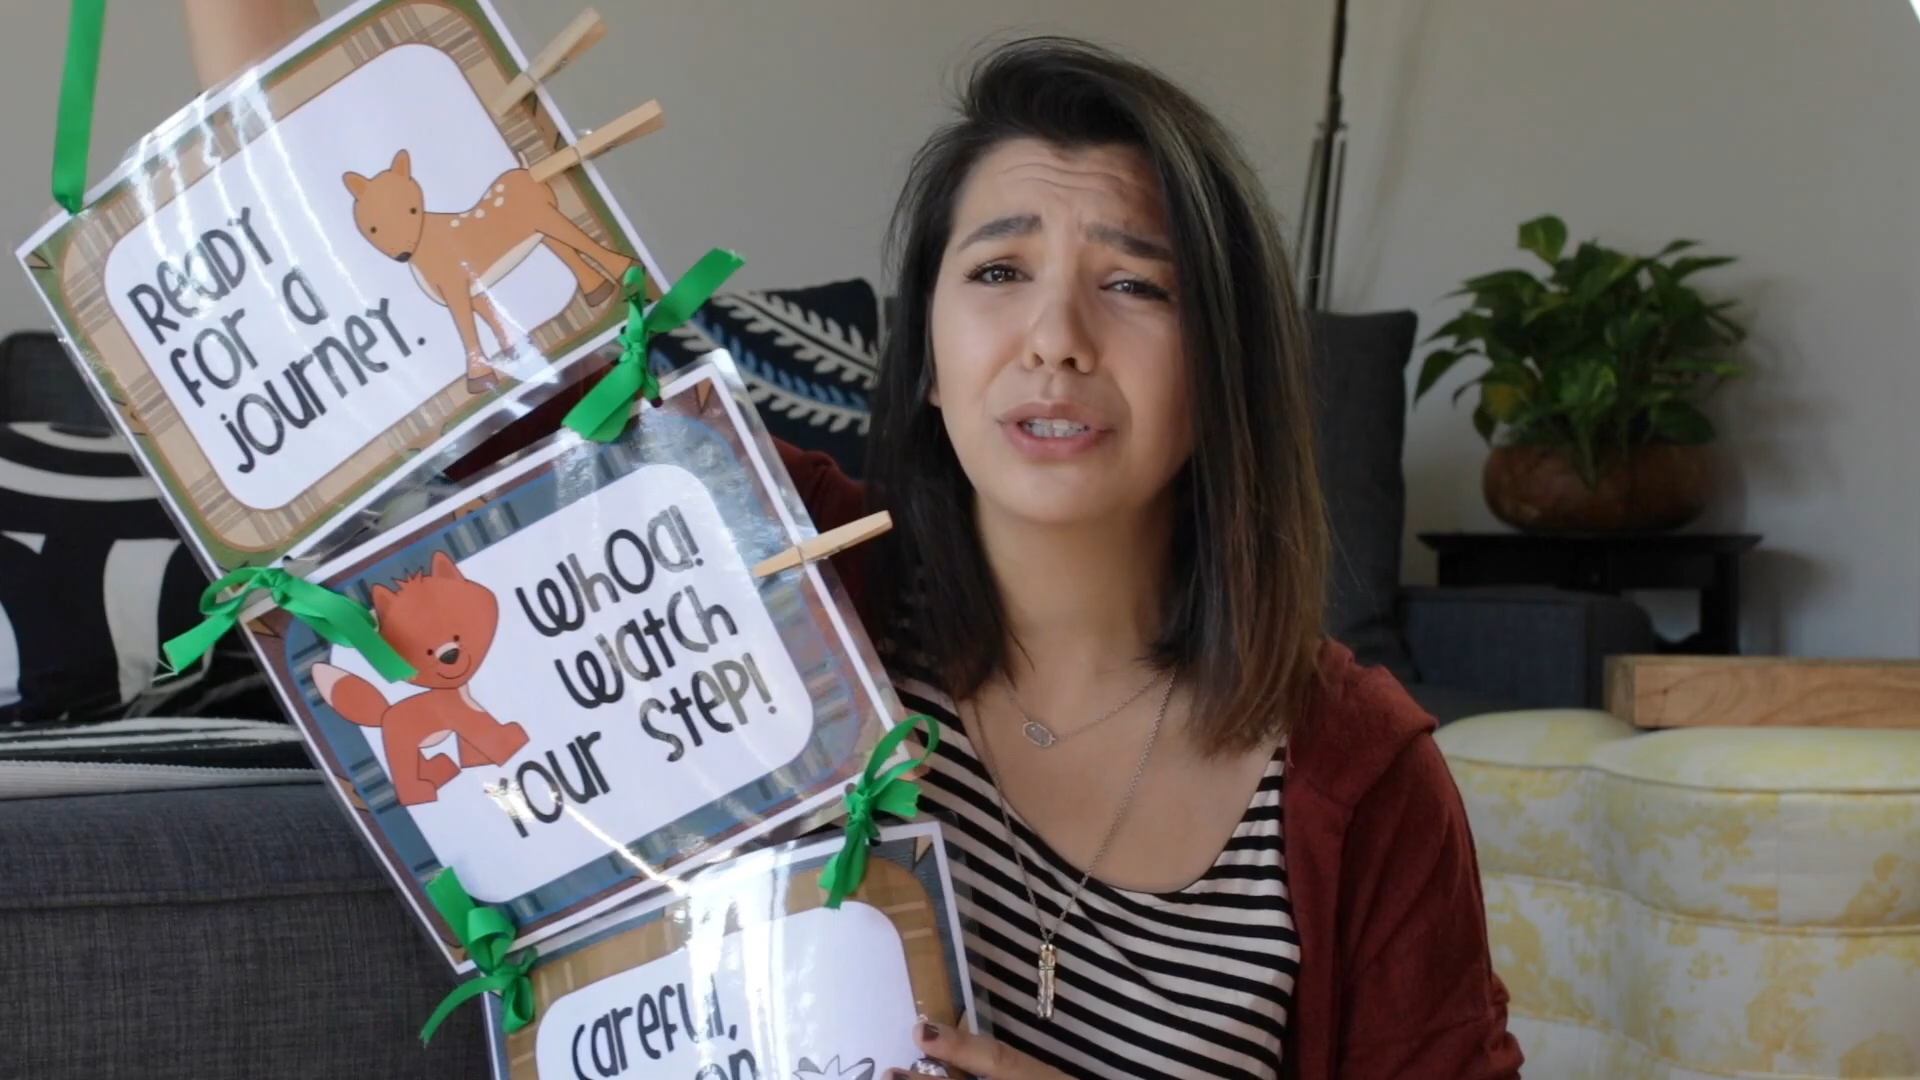 Ready
for a
journey.
Whoa!
Watch
Your Step!
Careful,